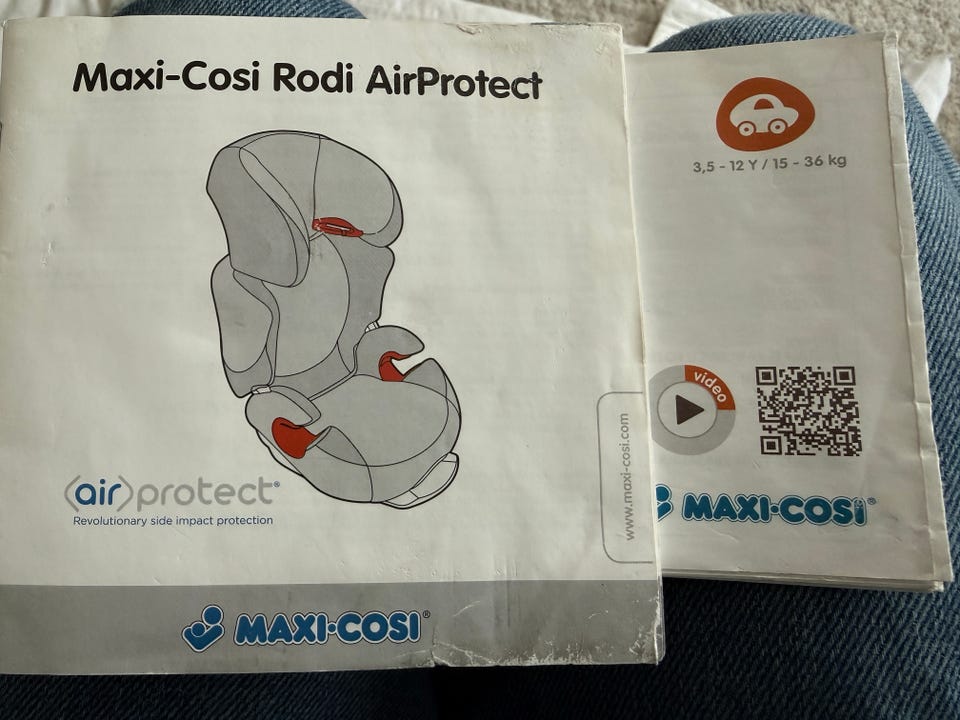 Maxi-Cosi Rodi AirProtect
<air>protect®
Revolutionary side impact protection
www.maxi-cosi.com
MAXI·COSI®
3,5 - 12 Y / 15 - 36 kg
video
MAXI·COSI®